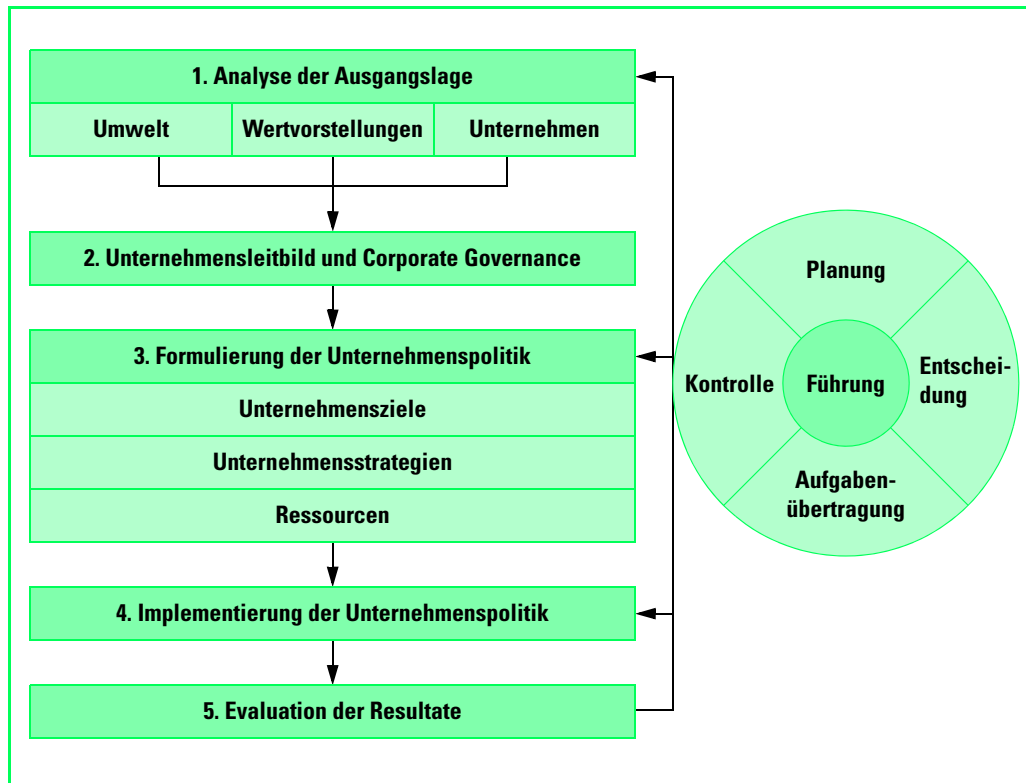 1. Analyse der Ausgangslage
Umwelt
Wertvorstellungen
Unternehmen
2. Unternehmensleitbild und Corporate Governance
3. Formulierung der Unternehmenspolitik
Unternehmensziele
Unternehmensstrategien
Ressourcen
4. Implementierung der Unternehmenspolitik
5. Evaluation der Resultate
Planung
Kontrolle
Führung
Entschei-
dung
Aufgaben-
übertragung